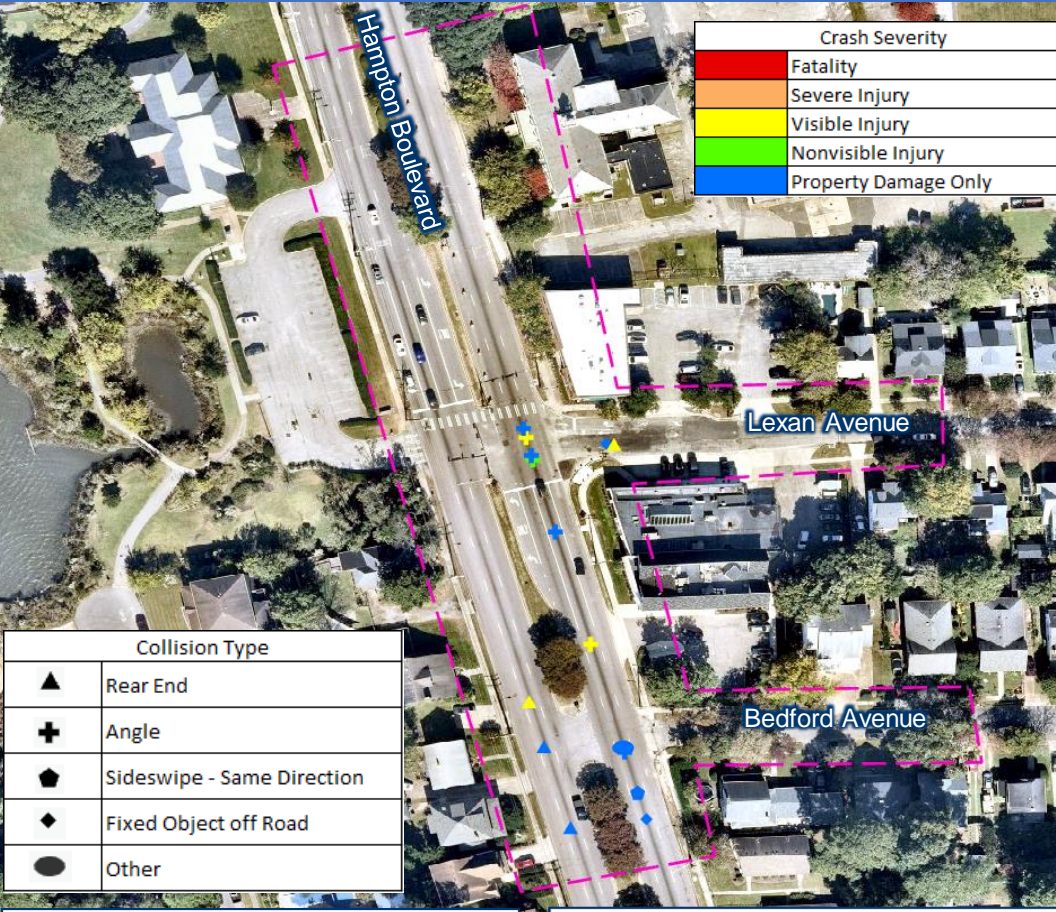 Hampton Boulevard
Crash Severity
Fatality
Severe Injury
Visible Injury
Nonvisible Injury
Property Damage Only
Lexan Avenue
Bedford Avenue
Collision Type
Rear End
Angle
Sideswipe - Same Direction
Fixed Object off Road
Other